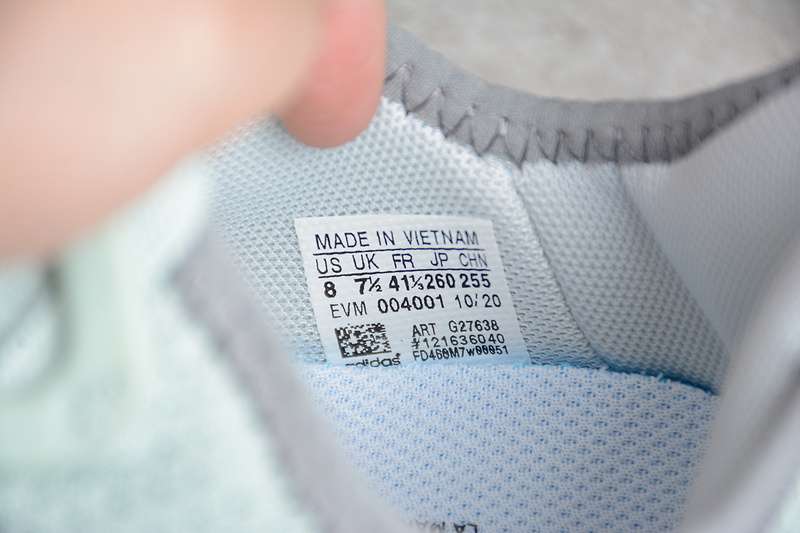 MADE IN VIETNAM
US UK FR JP CHN
8 7½ 41⅓ 260 255
EVM 004001 10/20
ART G27638
#121636040
adidas